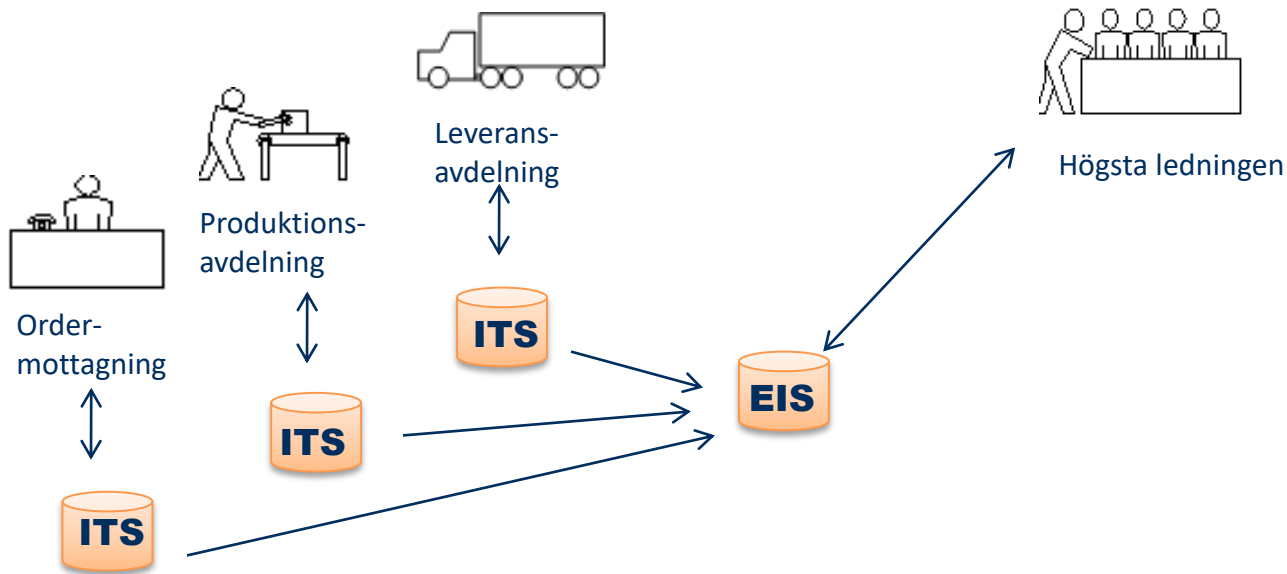 Leverans-
avdelning
Högsta ledningen
Produktions-
avdelning
Order-
mottagning
ITS
ITS
ITS
EIS